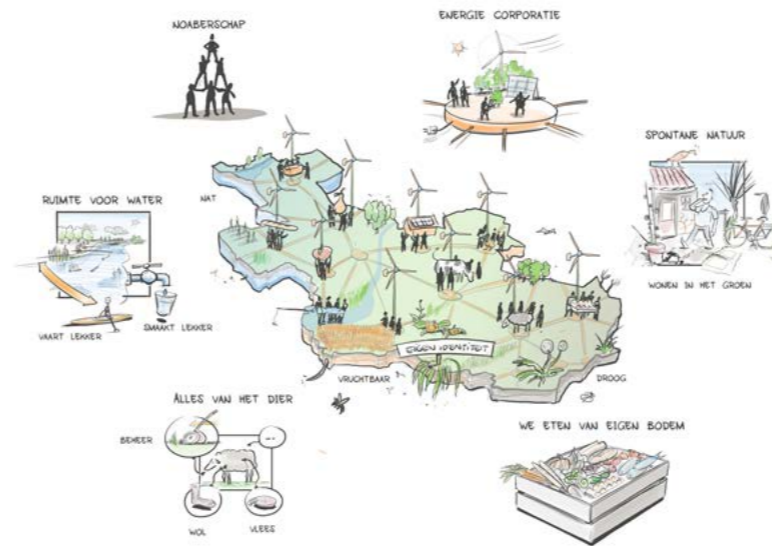 NOABERSCHAP
ENERGIE CORPORATIE
SPONTANE NATUUR
NAT
RUIMTE VOOR WATER
WONEN IN HET GROEN
VAART LEKKER
SMAAKT LEKKER
EIGEN IDENTITEIT
VRUCHTBAAR
DROOG
ALLES VAN HET DIER
WE ETEN VAN EIGEN BODEM
BEHEER
...
WOL
VLEES